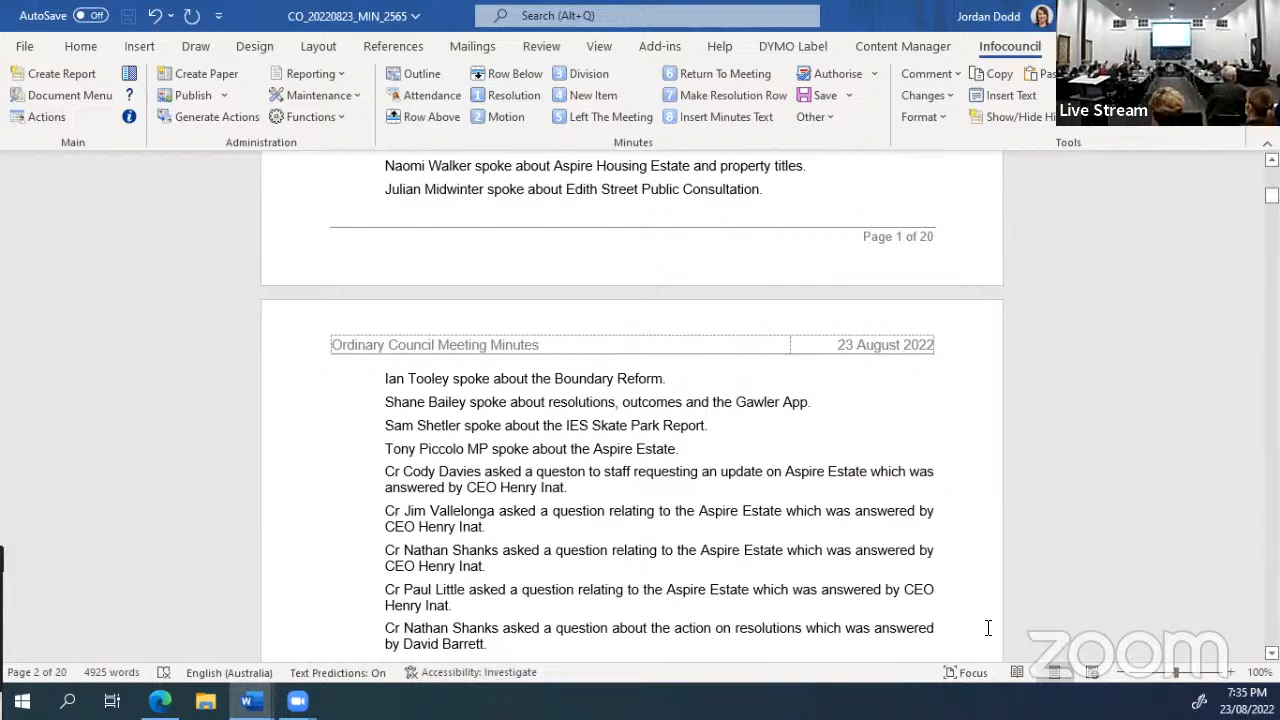 AutoSave Off CO_20220823_MIN_2565 Search (Alt+Q) Jordan Dodd
File Home Insert Draw Design Layout References Mailings Review View Add-ins Help DYMO Label Content Manager Infocouncil
Create Report Create Paper Reporting Outline Row Below 3 Division 6 Return To Meeting Authorise Comment Copy Pas
Document Menu ? Publish Maintenance Attendance 1 Resolution 4 New Item 7 Make Resolution Row Save Changes Insert Text
Actions Generate Actions Functions Row Above 2 Motion 5 Left The Meeting 8 Insert Minutes Text Other Format Show/Hide Hi
Main Administration Minutes Tools
Live Stream
Naomi Walker spoke about Aspire Housing Estate and property titles.
Julian Midwinter spoke about Edith Street Public Consultation.
Page 1 of 20
Ordinary Council Meeting Minutes 23 August 2022
Ian Tooley spoke about the Boundary Reform.
Shane Bailey spoke about resolutions, outcomes and the Gawler App.
Sam Shetler spoke about the IES Skate Park Report.
Tony Piccolo MP spoke about the Aspire Estate.
Cr Cody Davies asked a queston to staff requesting an update on Aspire Estate which was
answered by CEO Henry Inat.
Cr Jim Vallelonga asked a question relating to the Aspire Estate which was answered by
CEO Henry Inat.
Cr Nathan Shanks asked a question relating to the Aspire Estate which was answered by
CEO Henry Inat.
Cr Paul Little asked a question relating to the Aspire Estate which was answered by CEO
Henry Inat.
Cr Nathan Shanks asked a question about the action on resolutions which was answered
by David Barrett.
zoom
Page 2 of 20 4925 words English (Australia) Text Predictions: On Accessibility: Investigate Focus 100%
7:35 PM
23/08/2022